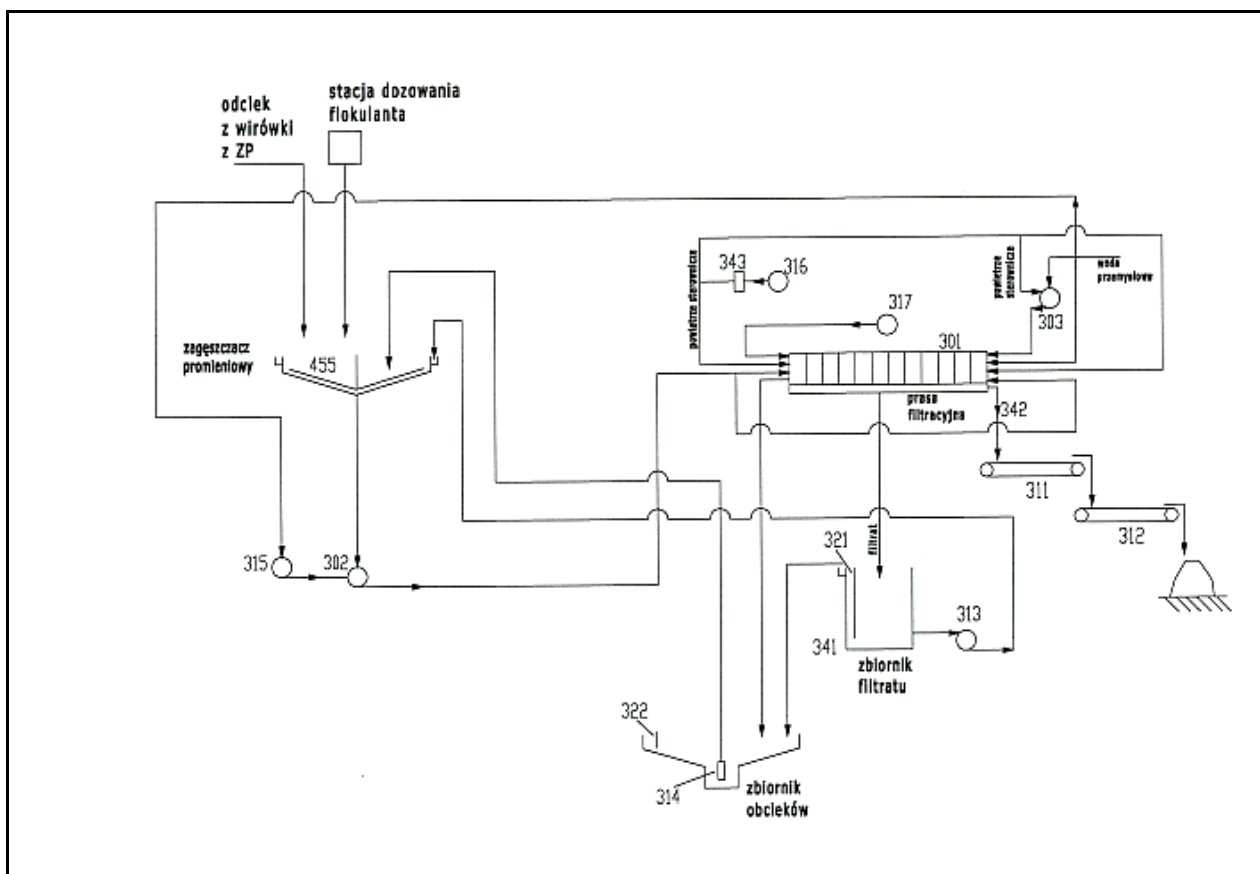 odciek
z wirówki
z ZP
stacja dozowania
flokulanta
zagęszczacz
promieniowy
455
powietrze sterownicze
343
316
317
powietrze
sterownicze
woda
przemysłowa
303
301
prasa
filtracyjna
342
311
312
315
302
filtrat
321
341
313
zbiornik
filtratu
322
314
zbiornik
obcieków